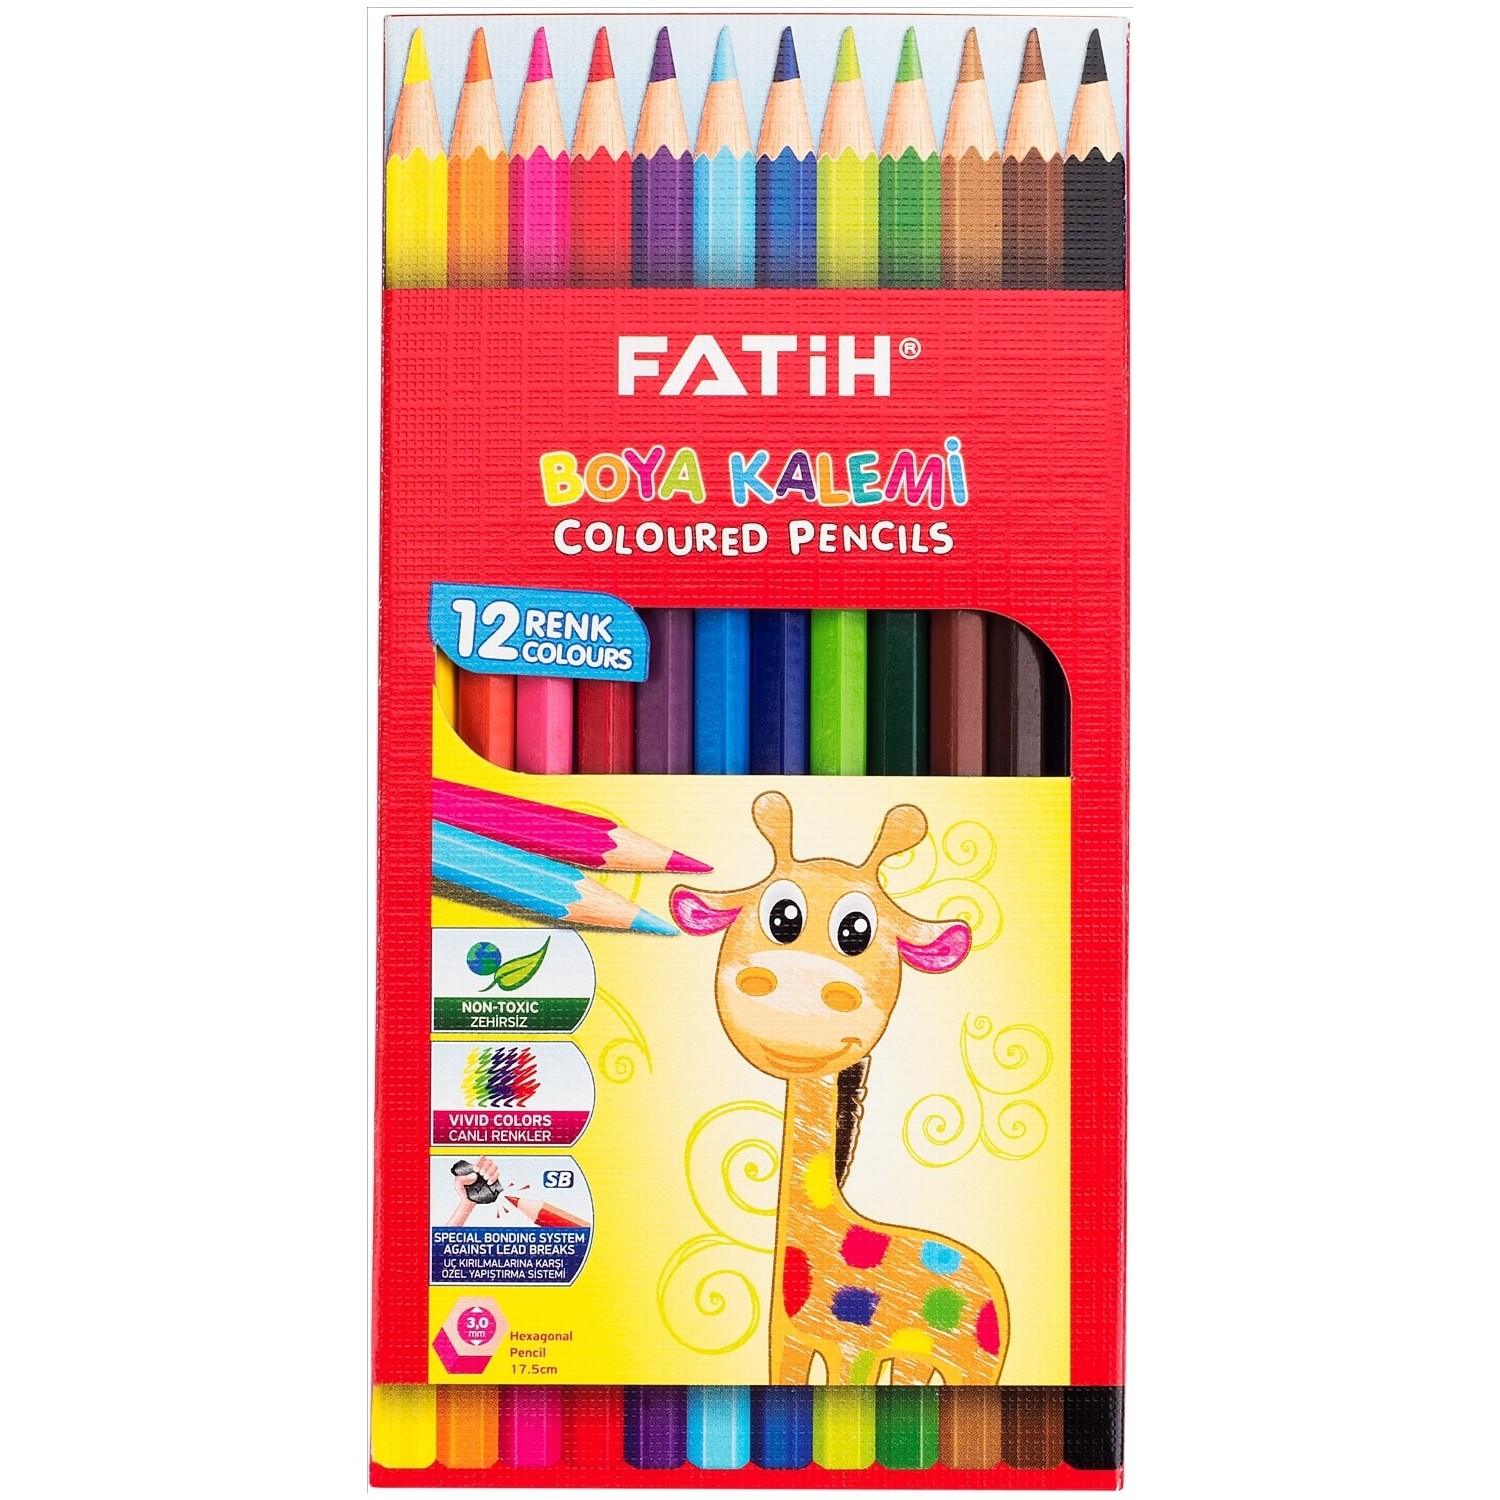 FATiH®
BOYA KALEMi
COLOURED PENCILS
12 RENK
COLOURS
NON-TOXIC
ZEHİRSİZ
VIVID COLORS
CANLI RENKLER
SB
SPECIAL BONDING SYSTEM
AGAINST LEAD BREAKS
UÇ KIRILMALARINA KARŞI
ÖZEL YAPIŞTIRMA SİSTEMİ
3,0
mm
Hexagonal
Pencil
17.5cm